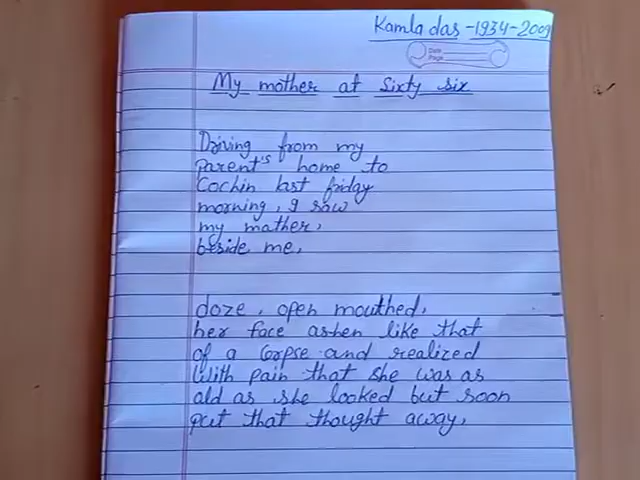 Kamla das - 1934-2009
Date
Page
My mother at Sixty six
Driving from my
parent's home to
Cochin last friday
morning, I saw
my mather,
beside me,
doze, open mouthed,
her face ashen like that
of a Corpse and realized
with pain that she was as
ald as she looked but soon
put that thought away,